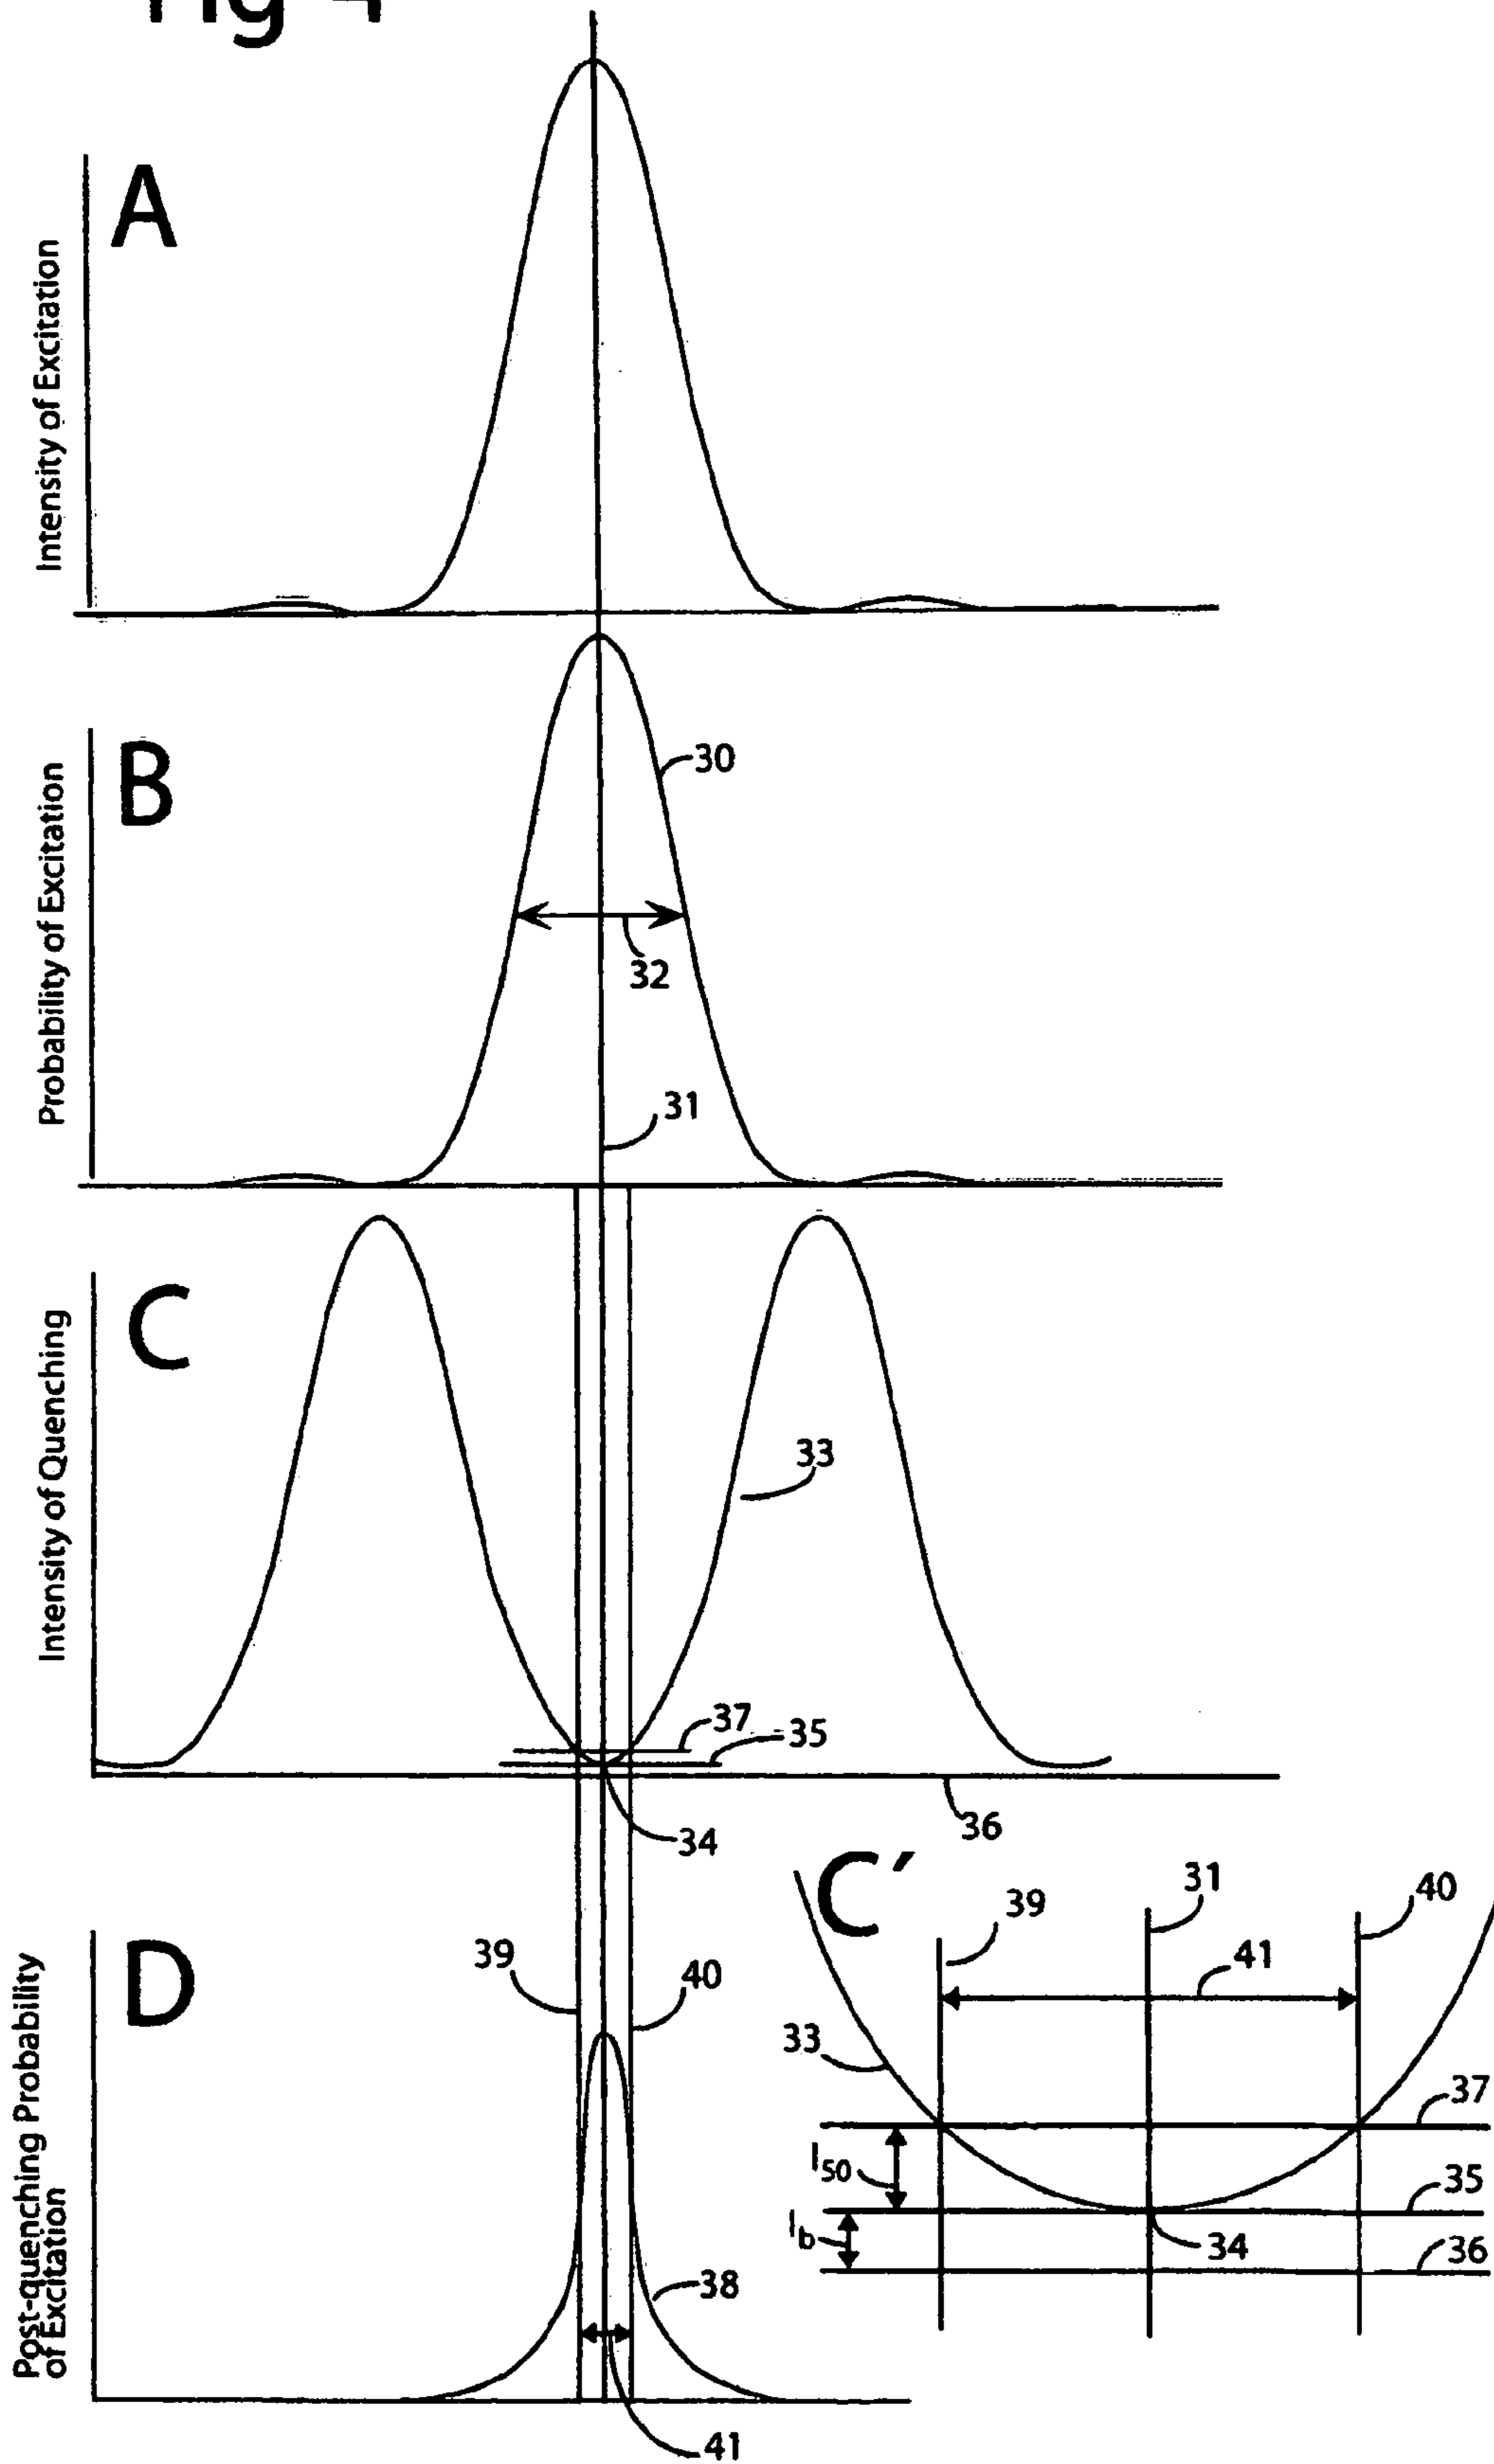 Fig 4
A
Intensity of Excitation
B
Probability of Excitation
30
32
31
C
Intensity of Quenching
33
37
35
34
36
C′
39
31
40
41
33
37
I50
35
Ib
34
36
D
Post-quenching Probability
of Excitation
39
40
38
41